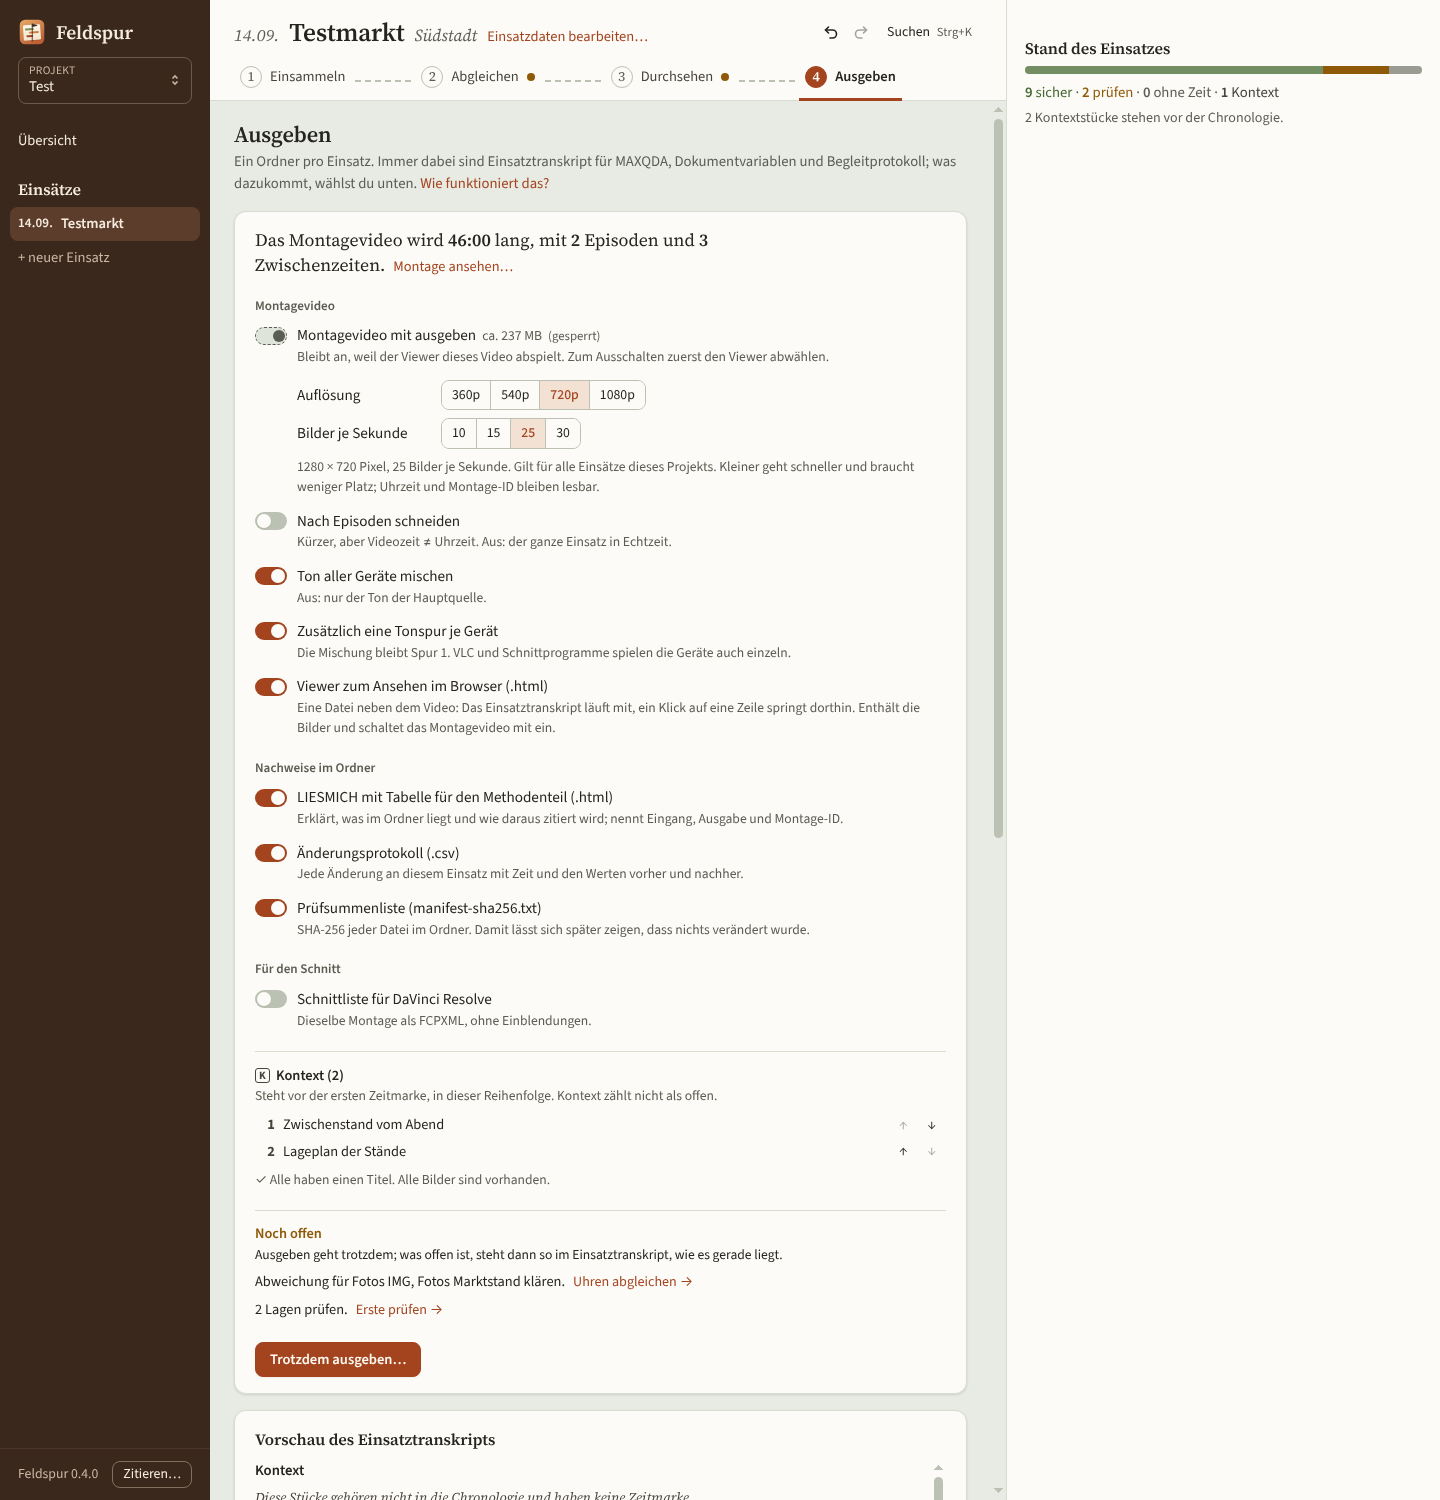 Feldspur
PROJEKT
Test
Übersicht
Einsätze
14.09. Testmarkt
+ neuer Einsatz
Feldspur 0.4.0 Zitieren…
14.09. Testmarkt Südstadt Einsatzdaten bearbeiten…
Suchen Strg+K
1 Einsammeln 2 Abgleichen 3 Durchsehen 4 Ausgeben
Ausgeben
Ein Ordner pro Einsatz. Immer dabei sind Einsatztranskript für MAXQDA, Dokumentvariablen und Begleitprotokoll; was
dazukommt, wählst du unten. Wie funktioniert das?
Das Montagevideo wird 46:00 lang, mit 2 Episoden und 3
Zwischenzeiten. Montage ansehen…
Montagevideo
Montagevideo mit ausgeben ca. 237 MB (gesperrt)
Bleibt an, weil der Viewer dieses Video abspielt. Zum Ausschalten zuerst den Viewer abwählen.
Auflösung 360p 540p 720p 1080p
Bilder je Sekunde 10 15 25 30
1280 × 720 Pixel, 25 Bilder je Sekunde. Gilt für alle Einsätze dieses Projekts. Kleiner geht schneller und braucht
weniger Platz; Uhrzeit und Montage-ID bleiben lesbar.
Nach Episoden schneiden
Kürzer, aber Videozeit ≠ Uhrzeit. Aus: der ganze Einsatz in Echtzeit.
Ton aller Geräte mischen
Aus: nur der Ton der Hauptquelle.
Zusätzlich eine Tonspur je Gerät
Die Mischung bleibt Spur 1. VLC und Schnittprogramme spielen die Geräte auch einzeln.
Viewer zum Ansehen im Browser (.html)
Eine Datei neben dem Video: Das Einsatztranskript läuft mit, ein Klick auf eine Zeile springt dorthin. Enthält die
Bilder und schaltet das Montagevideo mit ein.
Nachweise im Ordner
LIESMICH mit Tabelle für den Methodenteil (.html)
Erklärt, was im Ordner liegt und wie daraus zitiert wird; nennt Eingang, Ausgabe und Montage-ID.
Änderungsprotokoll (.csv)
Jede Änderung an diesem Einsatz mit Zeit und den Werten vorher und nachher.
Prüfsummenliste (manifest-sha256.txt)
SHA-256 jeder Datei im Ordner. Damit lässt sich später zeigen, dass nichts verändert wurde.
Für den Schnitt
Schnittliste für DaVinci Resolve
Dieselbe Montage als FCPXML, ohne Einblendungen.
K Kontext (2)
Steht vor der ersten Zeitmarke, in dieser Reihenfolge. Kontext zählt nicht als offen.
1 Zwischenstand vom Abend ↑ ↓
2 Lageplan der Stände ↑ ↓
✓ Alle haben einen Titel. Alle Bilder sind vorhanden.
Noch offen
Ausgeben geht trotzdem; was offen ist, steht dann so im Einsatztranskript, wie es gerade liegt.
Abweichung für Fotos IMG, Fotos Marktstand klären. Uhren abgleichen →
2 Lagen prüfen. Erste prüfen →
Trotzdem ausgeben…
Vorschau des Einsatztranskripts
Kontext
Diese Stücke gehören nicht in die Chronologie und haben keine Zeitmarke.
Stand des Einsatzes
9 sicher · 2 prüfen · 0 ohne Zeit · 1 Kontext
2 Kontextstücke stehen vor der Chronologie.